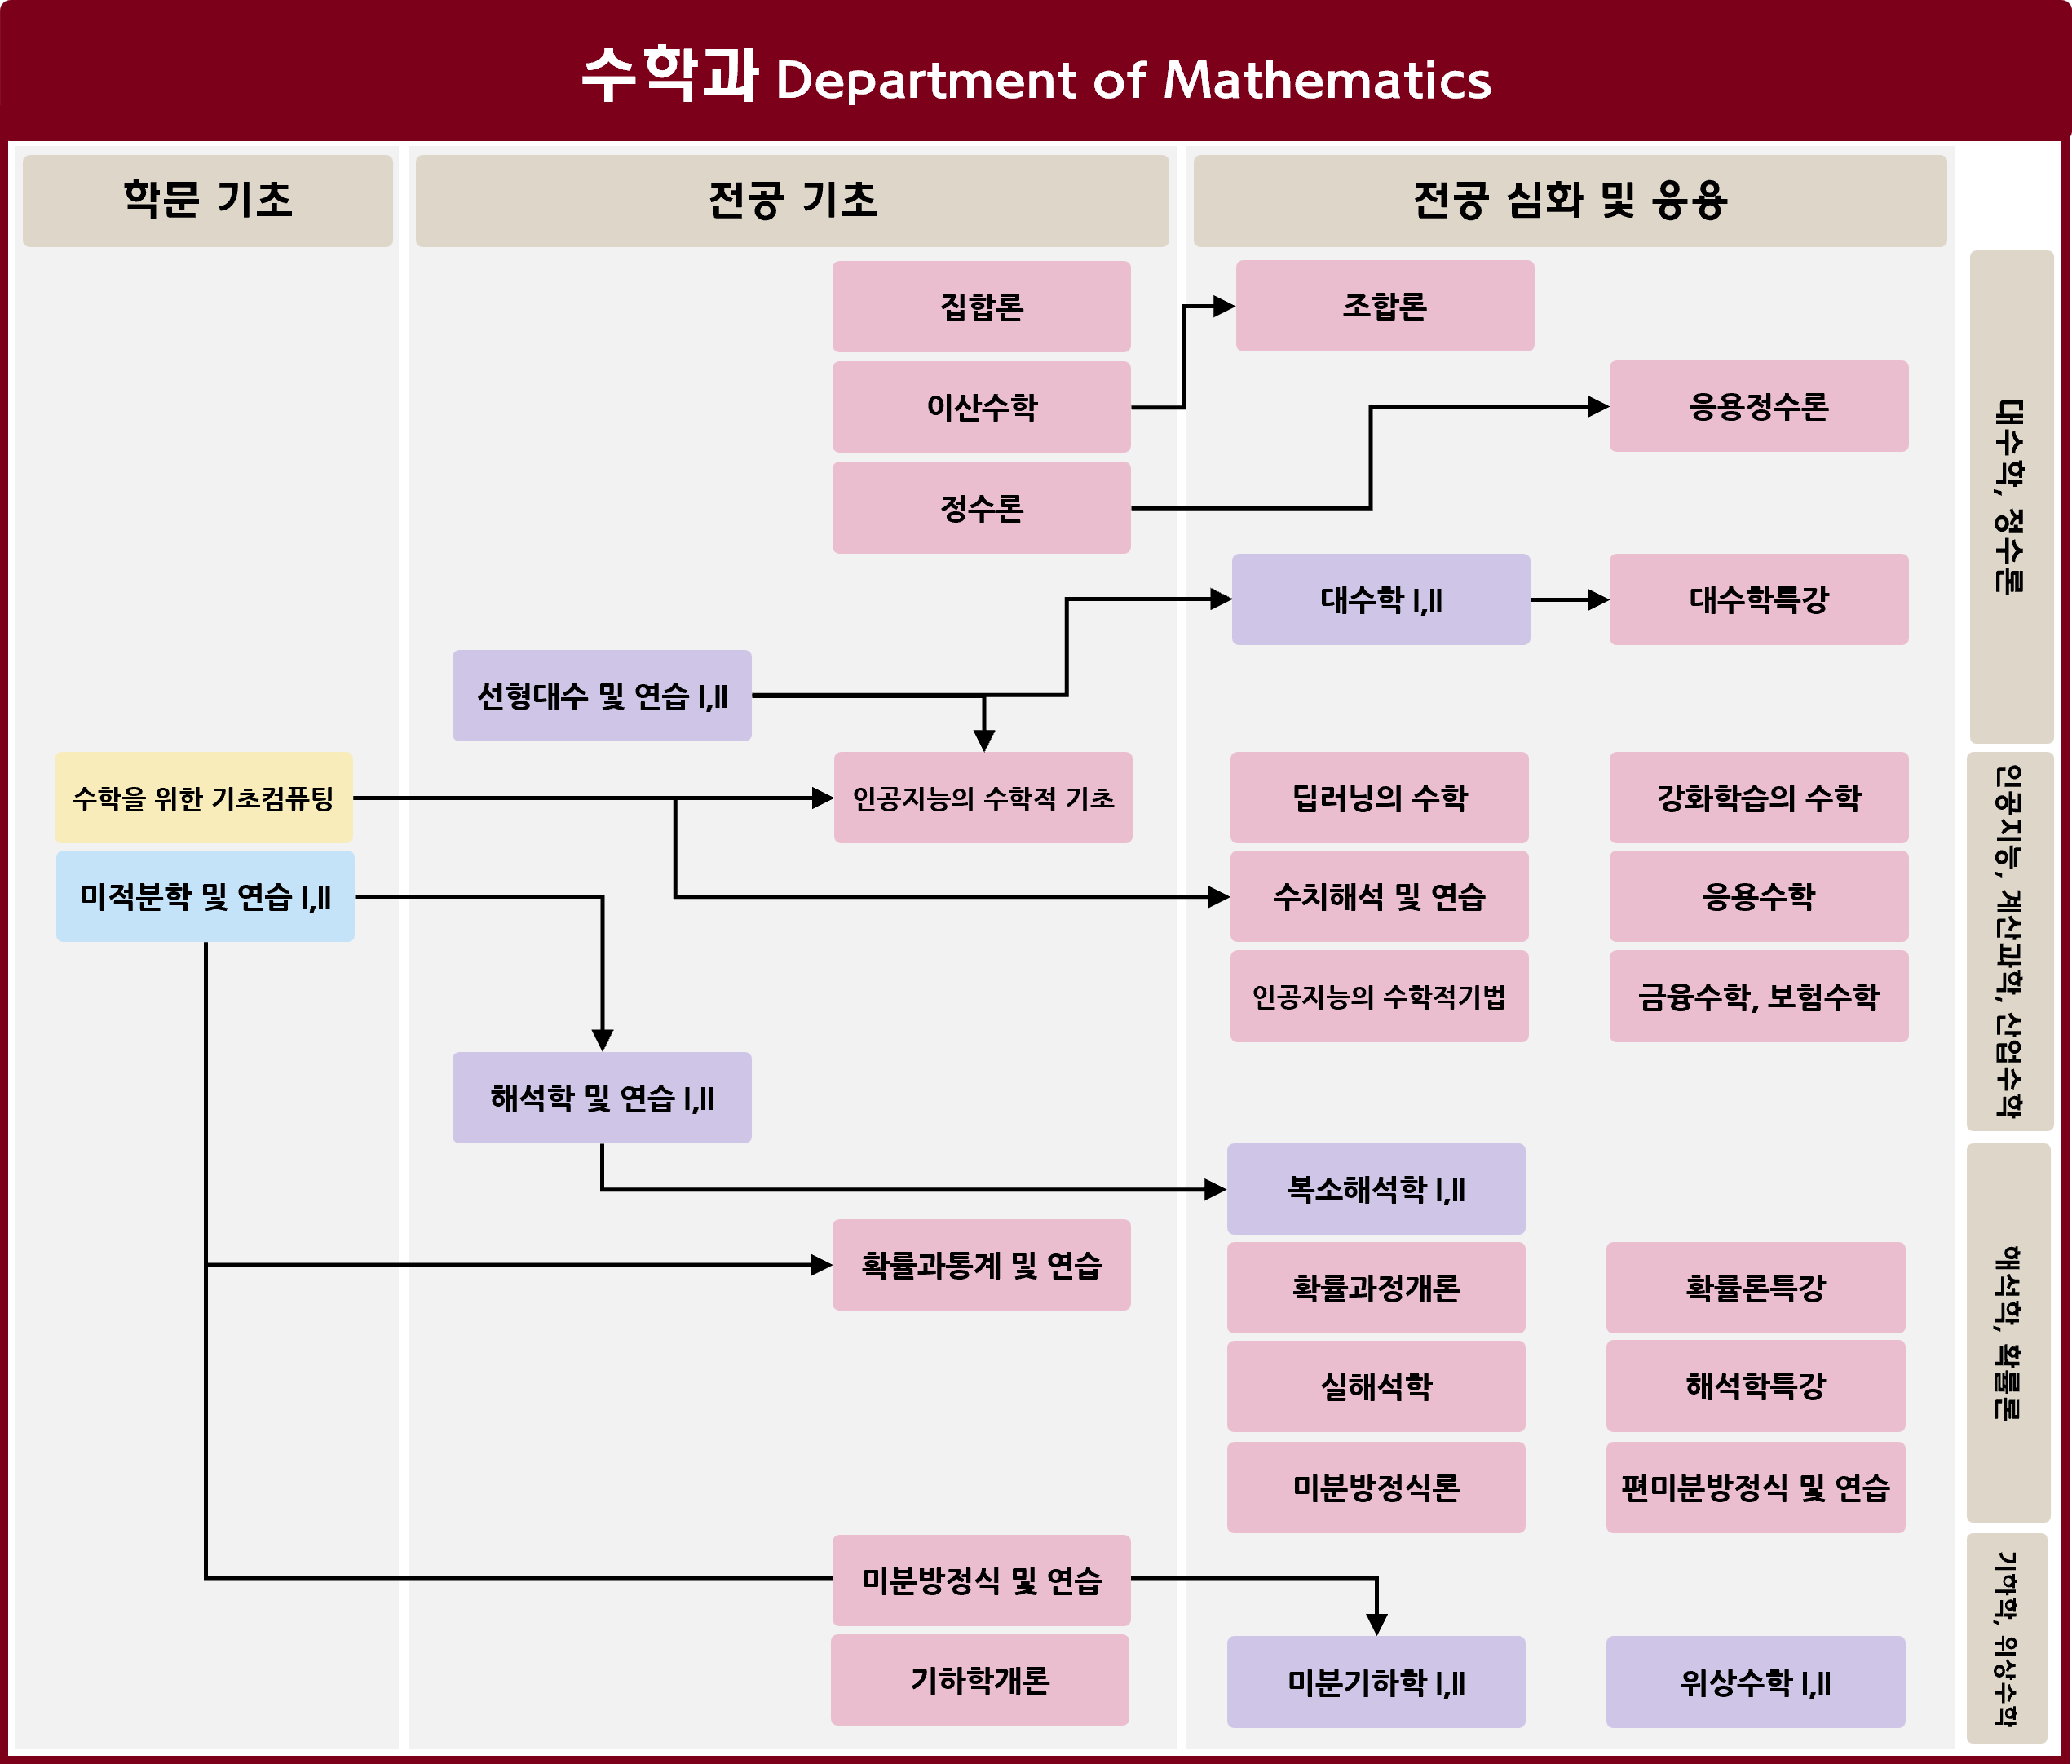 수학과 Department of Mathematics
학문 기초
전공 기초
전공 심화 및 응용
집합론
조합론
이산수학
응용정수론
정수론
대수학 I,II
대수학특강
선형대수 및 연습 I,II
대수학, 정수론
수학을 위한 기초컴퓨팅
인공지능의 수학적 기초
딥러닝의 수학
강화학습의 수학
미적분학 및 연습 I,II
수치해석 및 연습
응용수학
인공지능의 수학적기법
금융수학, 보험수학
인공지능, 계산과학, 산업수학
해석학 및 연습 I,II
복소해석학 I,II
확률과통계 및 연습
확률과정개론
확률론특강
실해석학
해석학특강
미분방정식론
편미분방정식 및 연습
해석학, 확률론
미분방정식 및 연습
기하학개론
미분기하학 I,II
위상수학 I,II
기하학, 위상수학